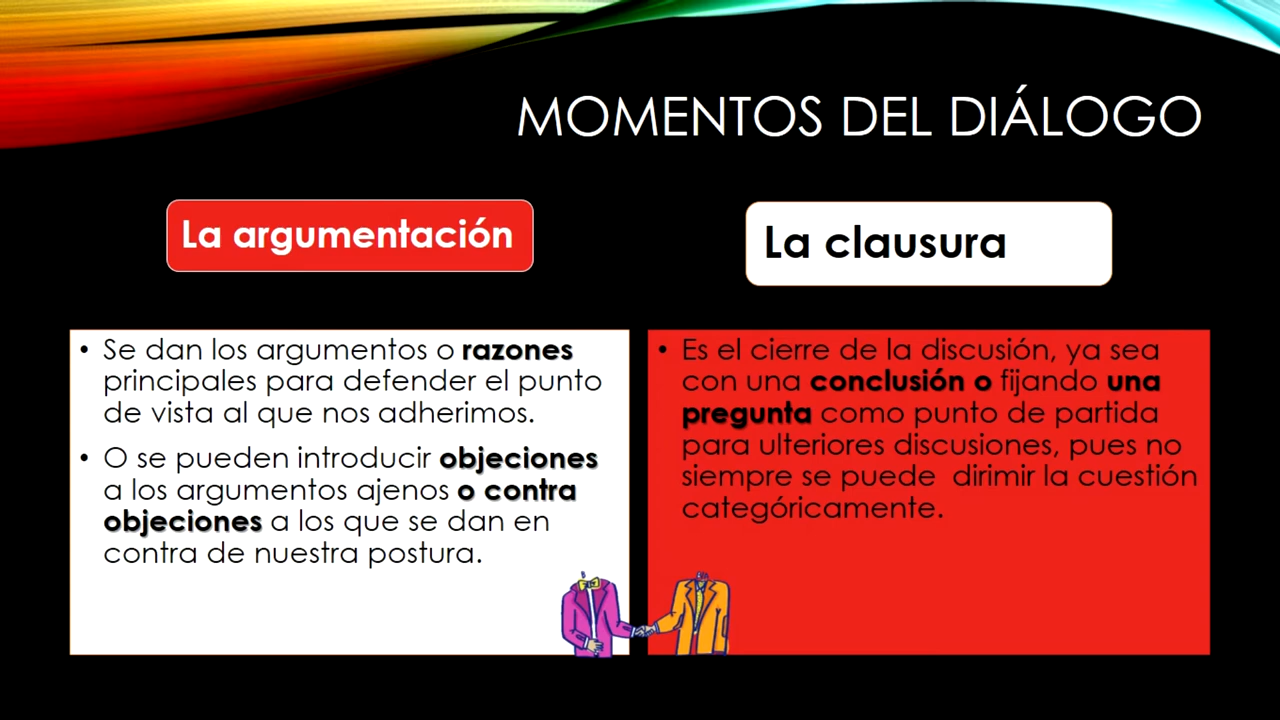 MOMENTOS DEL DIÁLOGO
La argumentación
• Se dan los argumentos o razones
principales para defender el punto
de vista al que nos adherimos.
• O se pueden introducir objeciones
a los argumentos ajenos o contra
objeciones a los que se dan en
contra de nuestra postura.
La clausura
• Es el cierre de la discusión, ya sea
con una conclusión o fijando una
pregunta como punto de partida
para ulteriores discusiones, pues no
siempre se puede dirimir la cuestión
categóricamente.